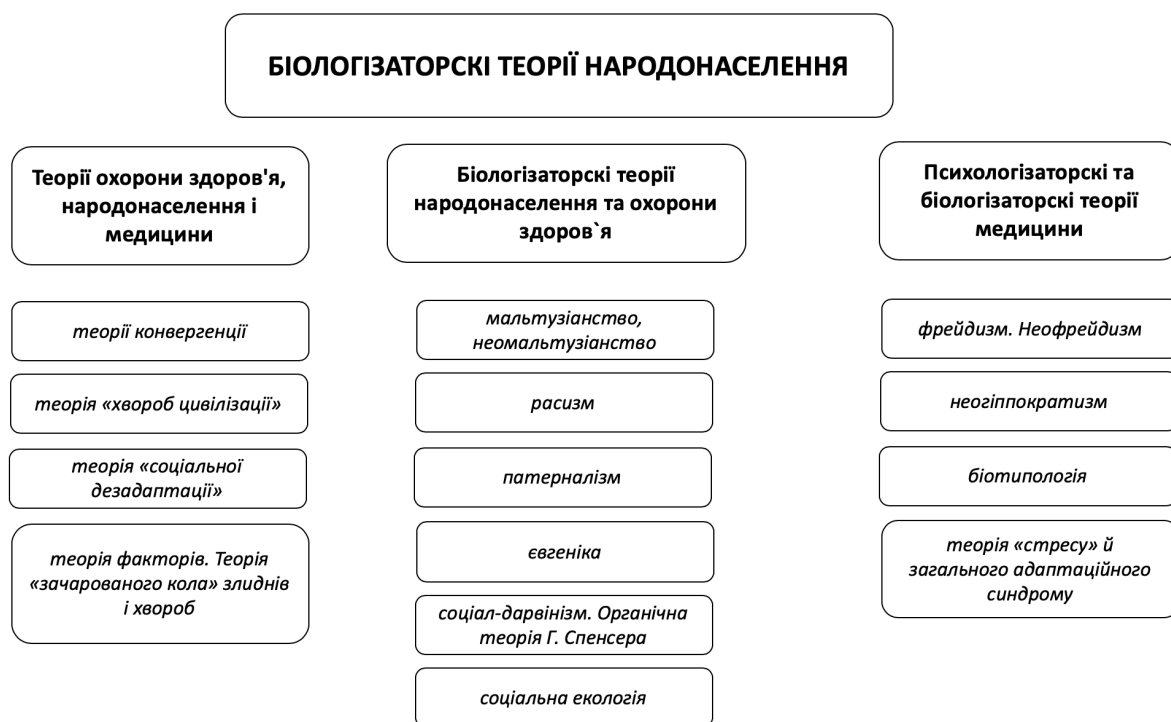 БІОЛОГІЗАТОРСКІ ТЕОРІЇ НАРОДОНАСЕЛЕННЯ
Теорії охорони здоров'я,
народонаселення і
медицини
теорії конвергенції
теорія «хвороб цивілізації»
теорія «соціальної
дезадаптації»
теорія факторів. Теорія
«зачарованого кола» злиднів
і хвороб
Біологізаторскі теорії
народонаселення та охорони
здоров`я
мальтузіанство,
неомальтузіанство
расизм
патерналізм
євгеніка
соціал-дарвінізм. Органічна
теорія Г. Спенсера
соціальна екологія
Психологізаторскі та
біологізаторскі теорії
медицини
фрейдизм. Неофрейдизм
неогіппократизм
біотипологія
теорія «стресу» й
загального адаптаційного
синдрому